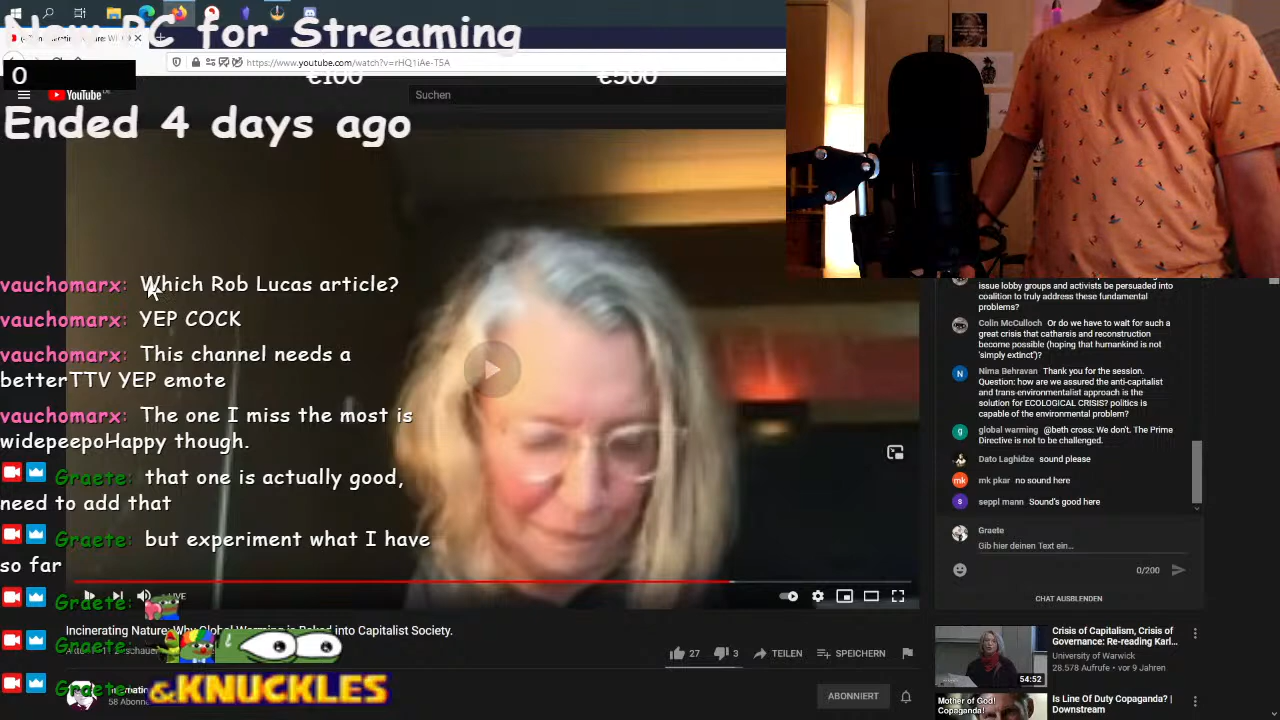 New PC for Streaming
0
https://www.youtube.com/watch?v=rHQ1iAe-T5A
€100
€500
YouTube
Suchen
Ended 4 days ago
vauchomarx: Which Rob Lucas article?
vauchomarx: YEP COCK
vauchomarx: This channel needs a
betterTTV YEP emote
vauchomarx: The one I miss the most is
widepeepoHappy though.
Graete: that one is actually good,
need to add that
Graete: but experiment what I have
so far
Graete:
Graete:
Graete: &KNUCKLES
LIVE
Incinerating Nature: Why Global Warming is Baked into Capitalist Society.
27
3
TEILEN
SPEICHERN
58 Abonne
ABONNIERT
issue lobby groups and activists be persuaded into
coalition to truly address these fundamental
problems?
Colin McCulloch Or do we have to wait for such a
great crisis that catharsis and reconstruction
become possible (hoping that humankind is not
'simply extinct')?
Nima Behravan Thank you for the session.
Question: how are we assured the anti-capitalist
and trans-environmentalist approach is the
solution for ECOLOGICAL CRISIS? politics is
capable of the environmental problem?
global warming @beth cross: We don't. The Prime
Directive is not to be challenged.
Dato Laghidze sound please
mk pkar no sound here
seppl mann Sound's good here
Graete
Gib hier deinen Text ein...
0/200
CHAT AUSBLENDEN
Crisis of Capitalism, Crisis of
Governance: Re-reading Karl...
University of Warwick
28.578 Aufrufe • vor 9 Jahren
54:52
Mother of God!
Copaganda!
Is Line Of Duty Copaganda? |
Downstream